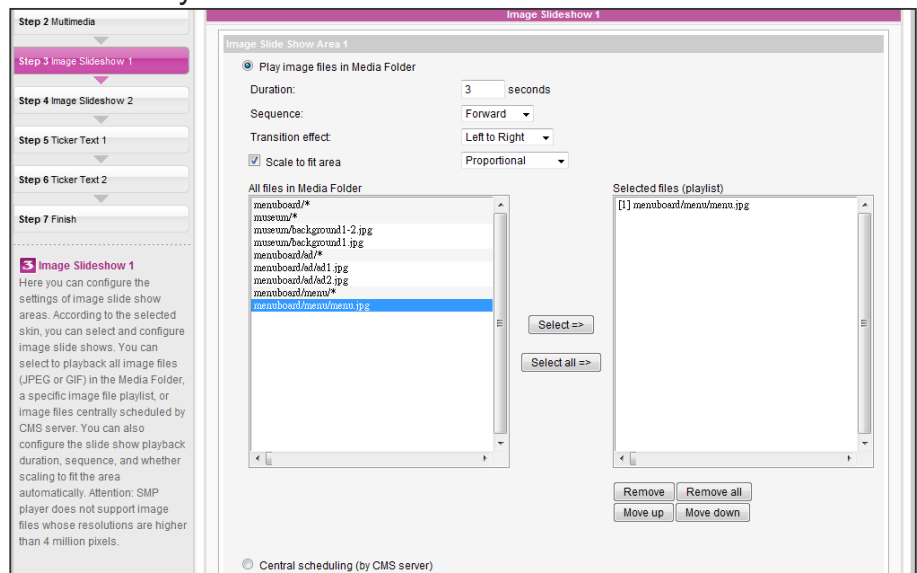 Step 2 Multimedia
Step 3 Image Slideshow 1
Step 4 Image Slideshow 2
Step 5 Ticker Text 1
Step 6 Ticker Text 2
Step 7 Finish
3 Image Slideshow 1
Here you can configure the
settings of image slide show
areas. According to the selected
skin, you can select and configure
image slide shows. You can
select to playback all image files
(JPEG or GIF) in the Media Folder,
a specific image file playlist, or
image files centrally scheduled by
CMS server. You can also
configure the slide show playback
duration, sequence, and whether
scaling to fit the area
automatically. Attention: SMP
player does not support image
files whose resolutions are higher
than 4 million pixels.
Image Slideshow 1
Image Slide Show Area 1
Play image files in Media Folder
Duration: 3 seconds
Sequence: Forward
Transition effect: Left to Right
Scale to fit area Proportional
All files in Media Folder
menuboard/*
museum/*
museum/background1-2.jpg
museum/background1.jpg
menuboard/ad/*
menuboard/ad/ad1.jpg
menuboard/ad/ad2.jpg
menuboard/menu/*
menuboard/menu/menu.jpg
Select =>
Select all =>
Selected files (playlist)
[1] menuboard/menu/menu.jpg
Remove Remove all
Move up Move down
Central scheduling (by CMS server)